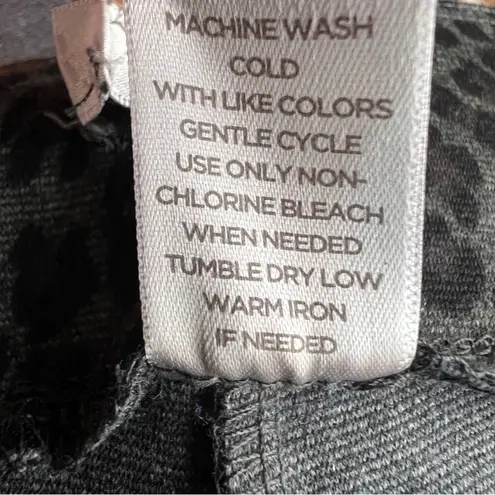 MACHINE WASH
COLD
WITH LIKE COLORS
GENTLE CYCLE
USE ONLY NON-
CHLORINE BLEACH
WHEN NEEDED
TUMBLE DRY LOW
WARM IRON
IF NEEDED